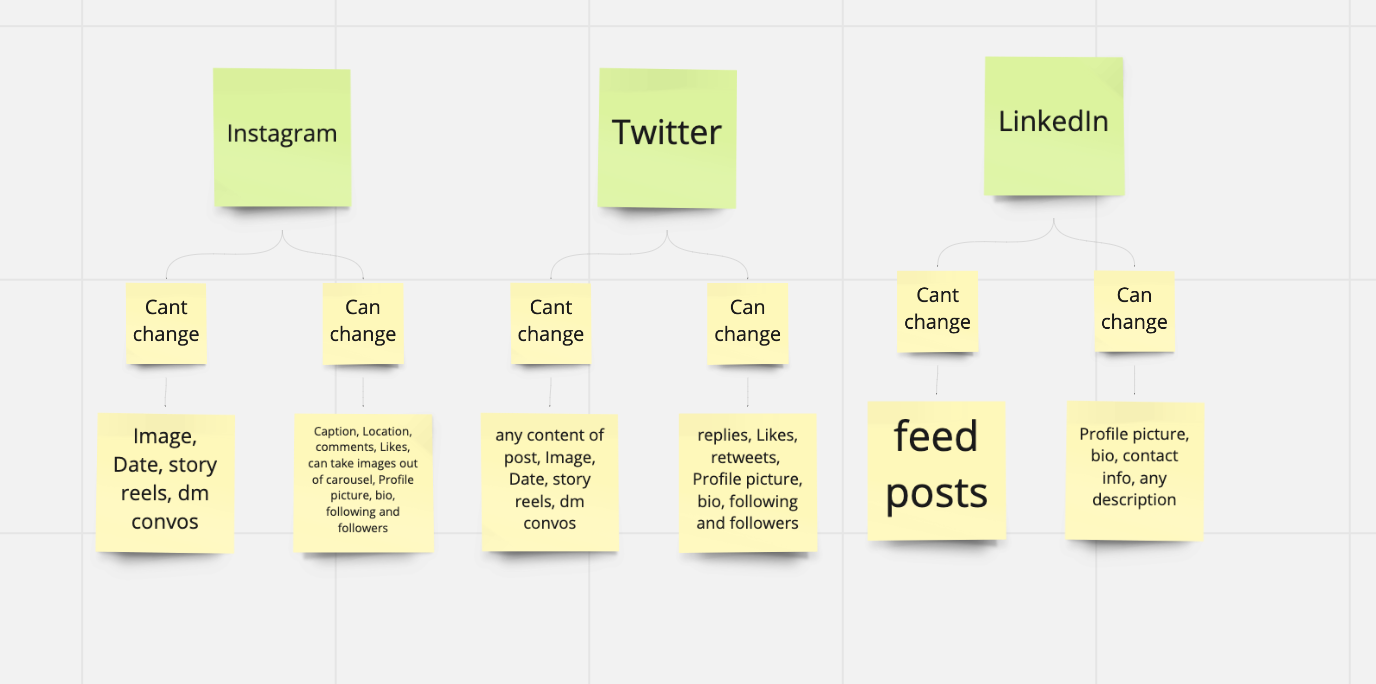 Instagram
Twitter
LinkedIn
Cant
change
Can
change
Cant
change
Can
change
Cant
change
Can
change
Image,
Date, story
reels, dm
convos
Caption, Location,
comments, Likes,
can take images out
of carousel, Profile
picture, bio,
following and
followers
any content of
post, Image,
Date, story
reels, dm
convos
replies, Likes,
retweets,
Profile picture,
bio, following
and followers
feed
posts
Profile picture,
bio, contact
info, any
description